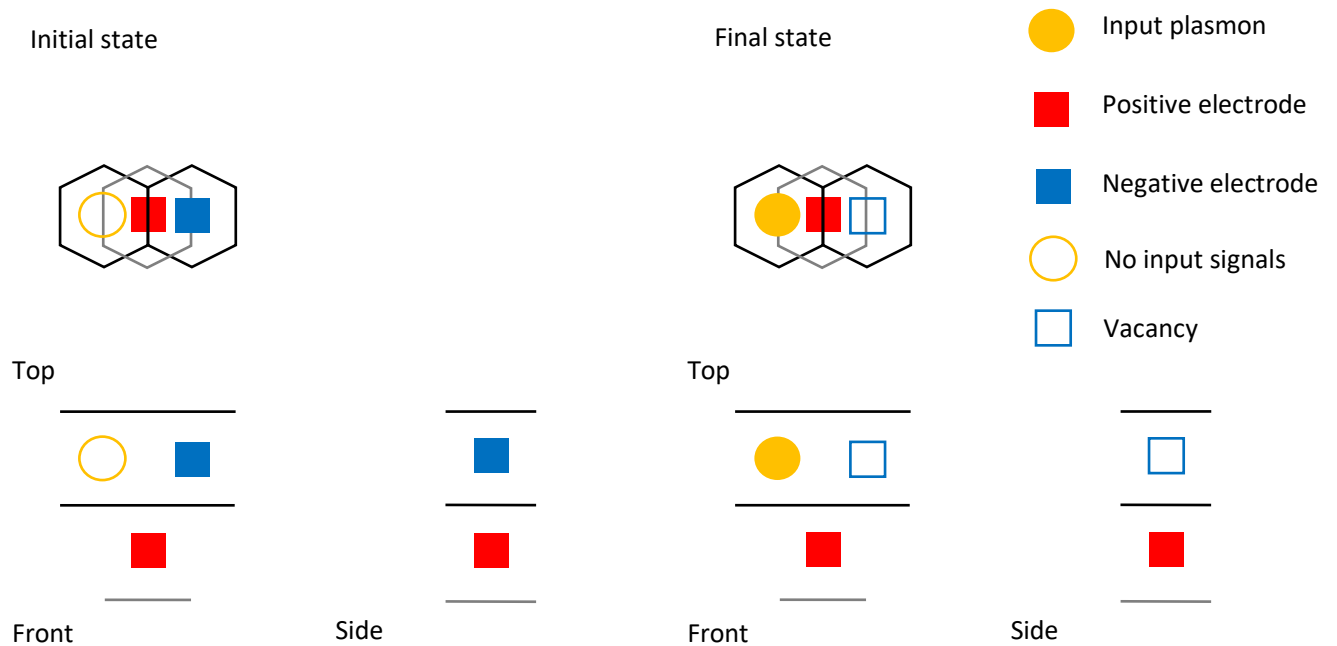 Initial state
Final state
Input plasmon
Positive electrode
Negative electrode
No input signals
Vacancy
Top
Top
Front
Side
Front
Side